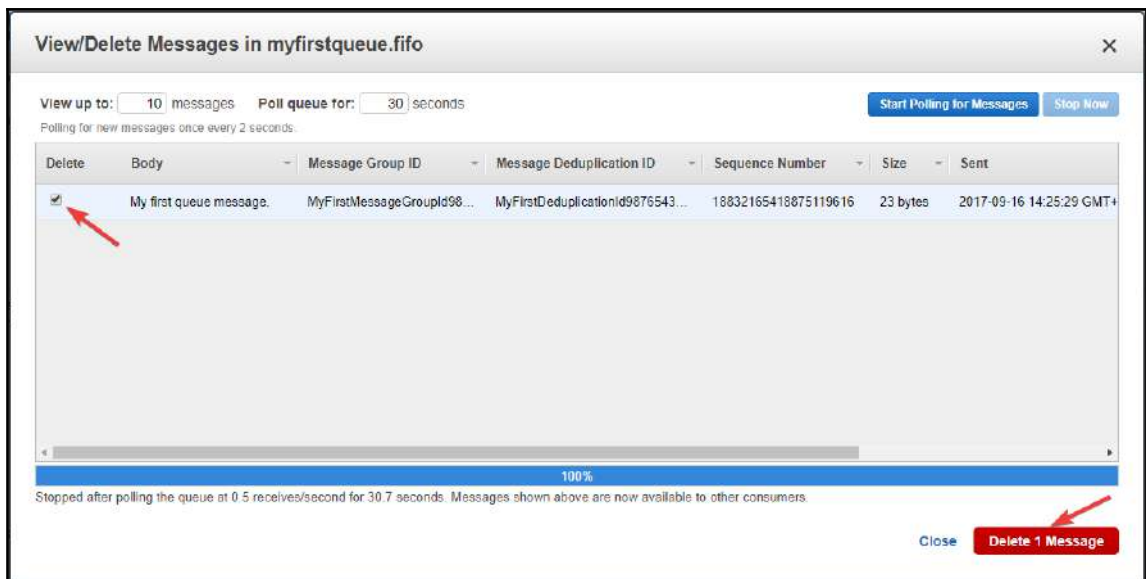 View/Delete Messages in myfirstqueue.fifo
View up to: 10 messages Poll queue for: 30 seconds Start Polling for Messages Stop Now
Polling for new messages once every 2 seconds.
Delete Body Message Group ID Message Deduplication ID Sequence Number Size Sent
My first queue message. MyFirstMessageGroupId98... MyFirstDeduplicationId9876543... 18832165418875119616 23 bytes 2017-09-16 14:25:29 GMT+
100%
Stopped after polling the queue at 0.5 receives/second for 30.7 seconds. Messages shown above are now available to other consumers.
Close Delete 1 Message